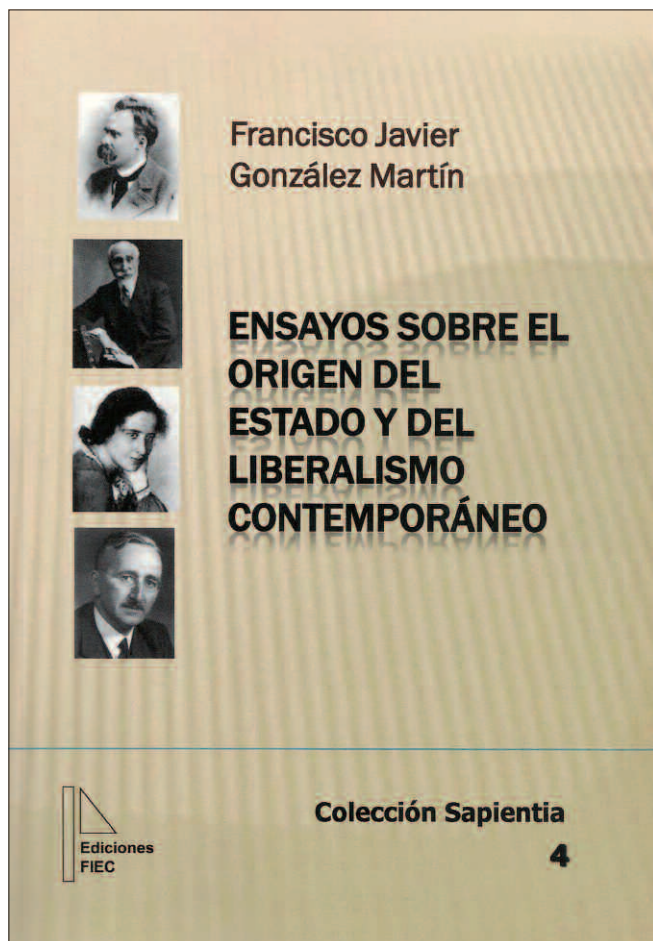 Francisco Javier
González Martín
ENSAYOS SOBRE EL
ORIGEN DEL
ESTADO Y DEL
LIBERALISMO
CONTEMPORÁNEO
Ediciones
FIEC
Colección Sapientia
4